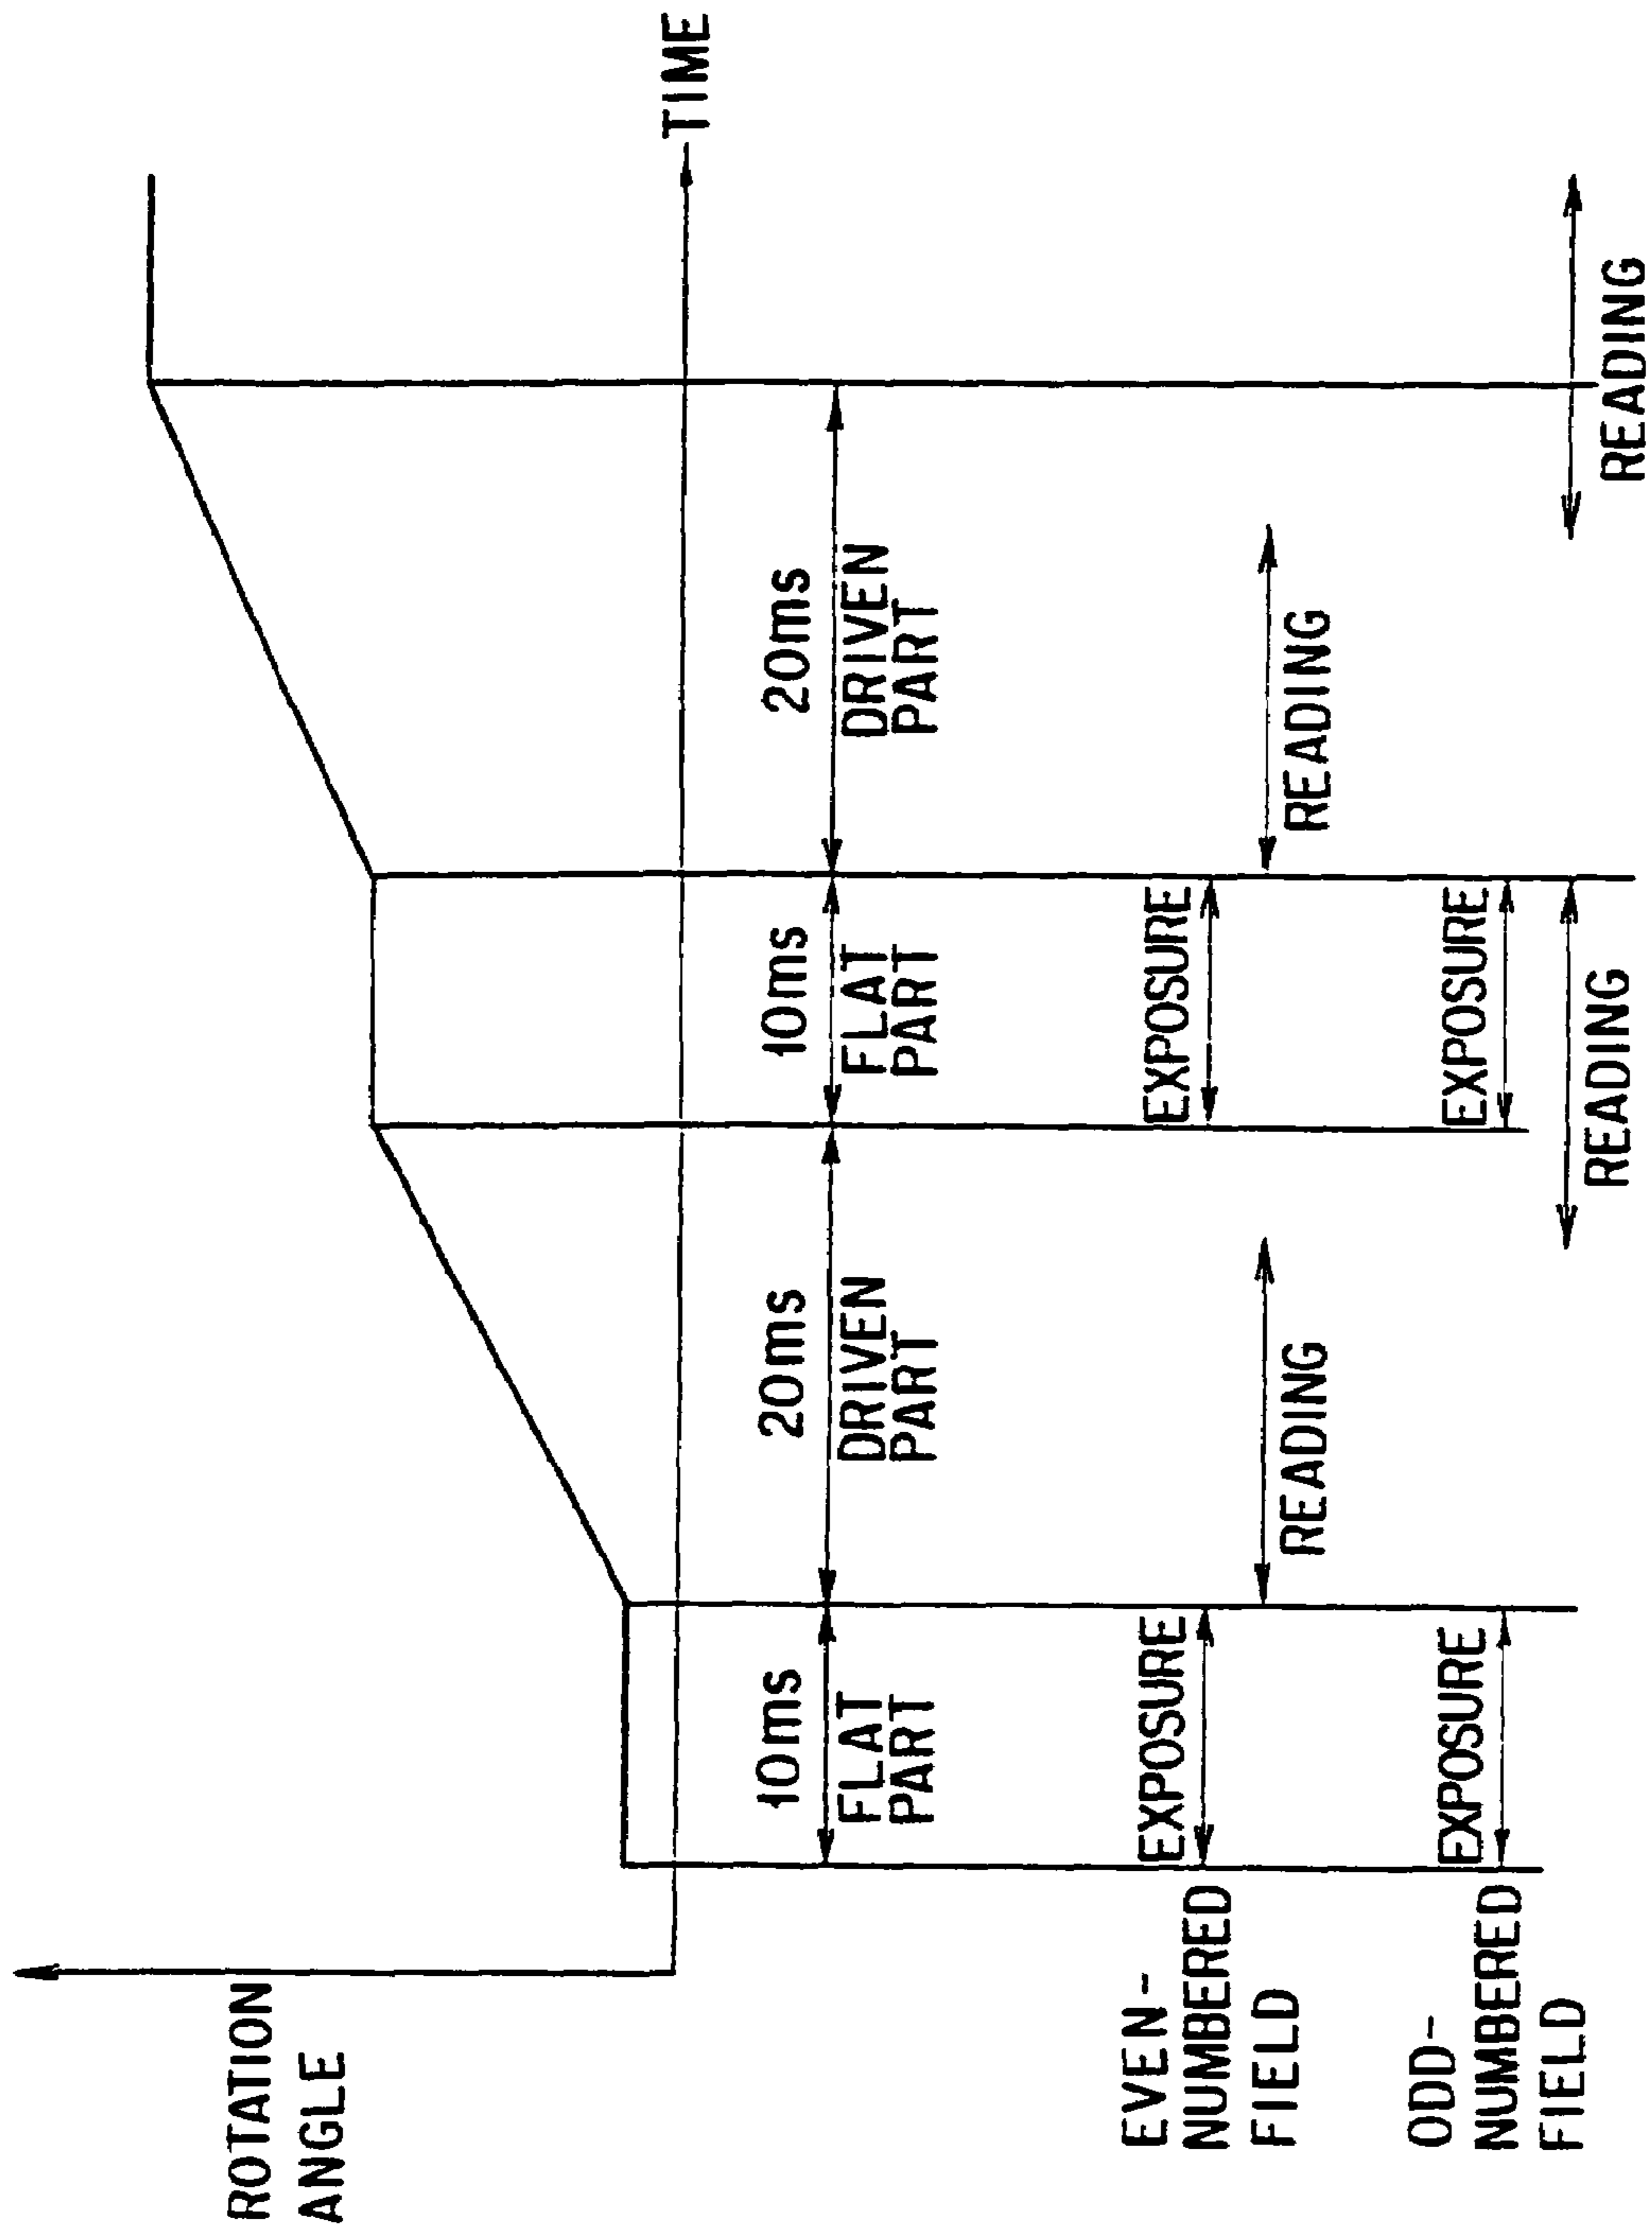 ROTATION
ANGLE
TIME
10ms
FLAT
PART
20ms
DRIVEN
PART
10ms
FLAT
PART
20ms
DRIVEN
PART
EVEN-
NUMBERED
FIELD
EXPOSURE
READING
EXPOSURE
READING
ODD-
NUMBERED
FIELD
EXPOSURE
READING
EXPOSURE
READING